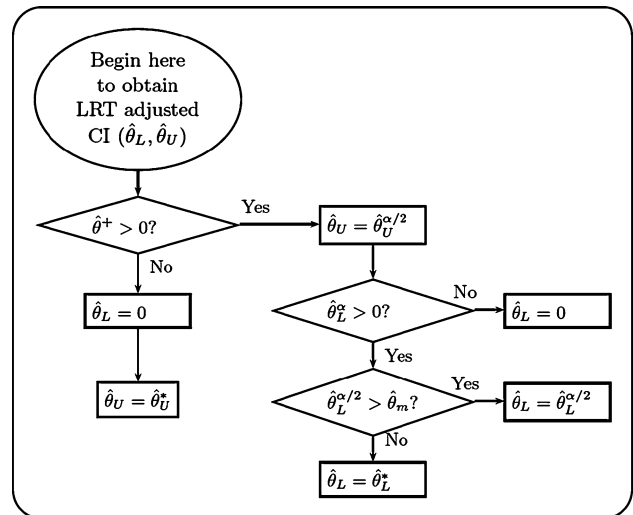 Begin here
to obtain
LRT adjusted
CI (θ̂_L, θ̂_U)
θ̂⁺ > 0?
Yes
θ̂_U = θ̂_U^{α/2}
No
θ̂_L = 0
θ̂_L^α > 0?
No
θ̂_L = 0
Yes
θ̂_U = θ̂_U^*
θ̂_L^{α/2} > θ̂_m?
Yes
θ̂_L = θ̂_L^{α/2}
No
θ̂_L = θ̂_L^*